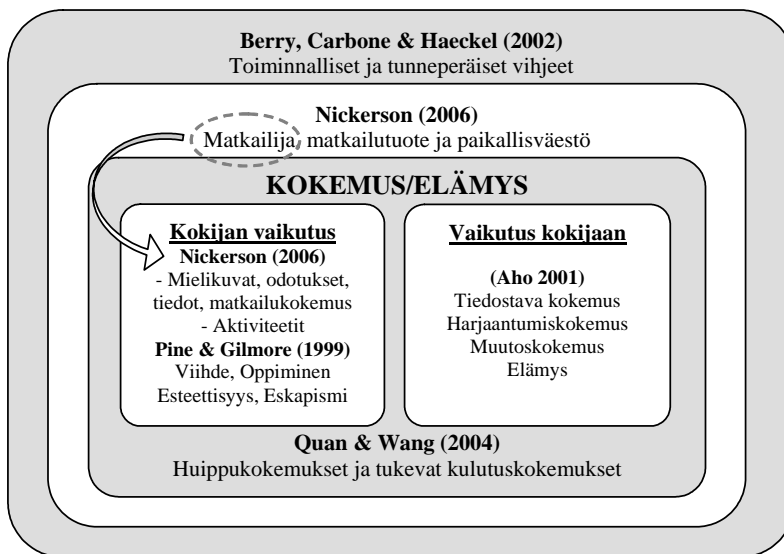 Berry, Carbone & Haeckel (2002)
Toiminnalliset ja tunneperäiset vihjeet
Nickerson (2006)
Matkailija, matkailutuote ja paikallisväestö
KOKEMUS/ELÄMYS
Kokijan vaikutus
Nickerson (2006)
- Mielikuvat, odotukset,
tiedot, matkailukokemus
- Aktiviteetit
Pine & Gilmore (1999)
Viihde, Oppiminen
Esteettisyys, Eskapismi
Vaikutus kokijaan
(Aho 2001)
Tiedostava kokemus
Harjaantumiskokemus
Muutoskokemus
Elämys
Quan & Wang (2004)
Huippukokemukset ja tukevat kulutuskokemukset